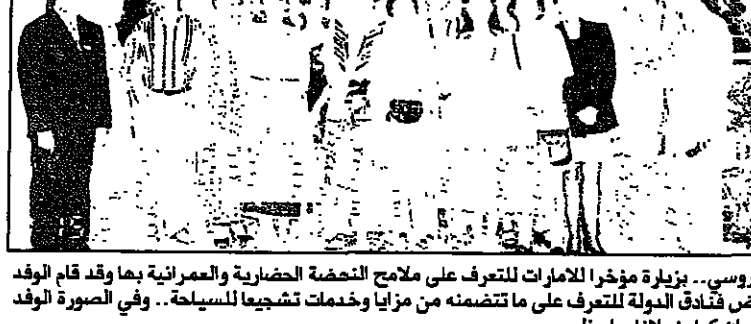 روسي.. بزيارة مؤخرا للامارات للتعرف على ملامح النهضة الحضارية والعمرانية بها وقد قام الوفد
ض فنادق الدولة للتعرف على ما تتضمنه من مزايا وخدمات تشجيعا للسياحة.. وفي الصورة الوفد